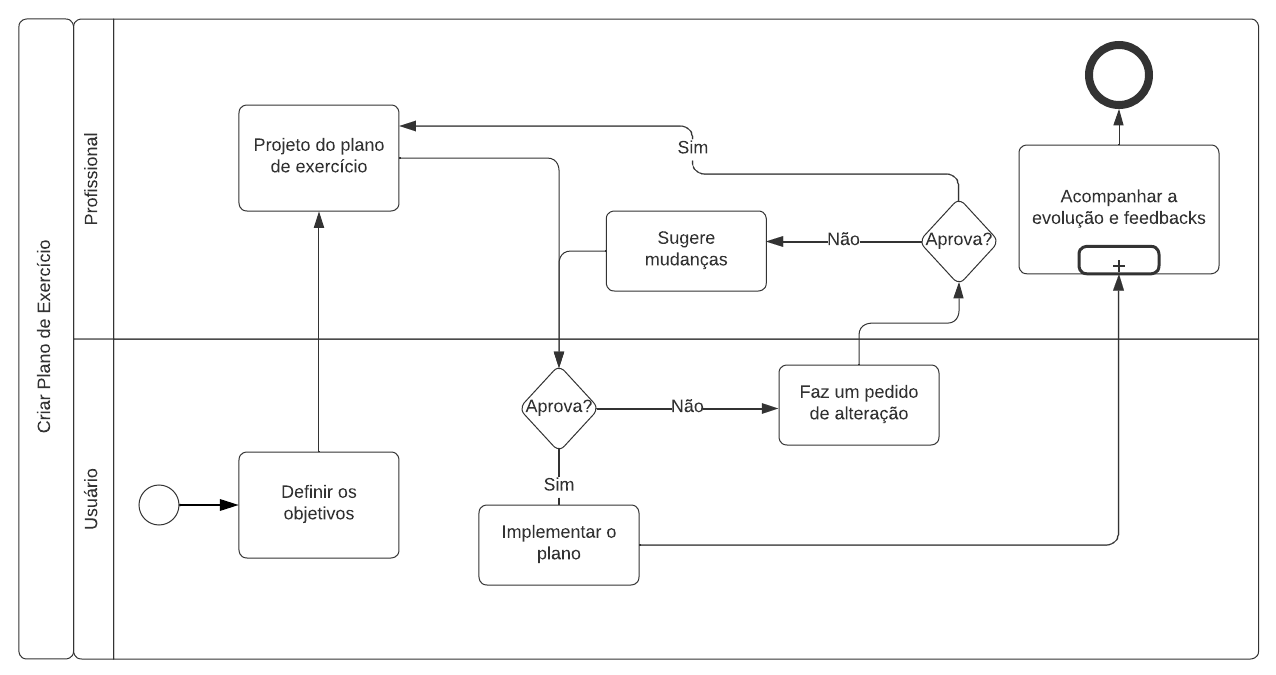 Criar Plano de Exercício
Profissional
Projeto do plano
de exercício
Sim
Sugere
mudanças
Não
Aprova?
Acompanhar a
evolução e feedbacks
Usuário
Definir os
objetivos
Aprova?
Não
Faz um pedido
de alteração
Sim
Implementar o
plano